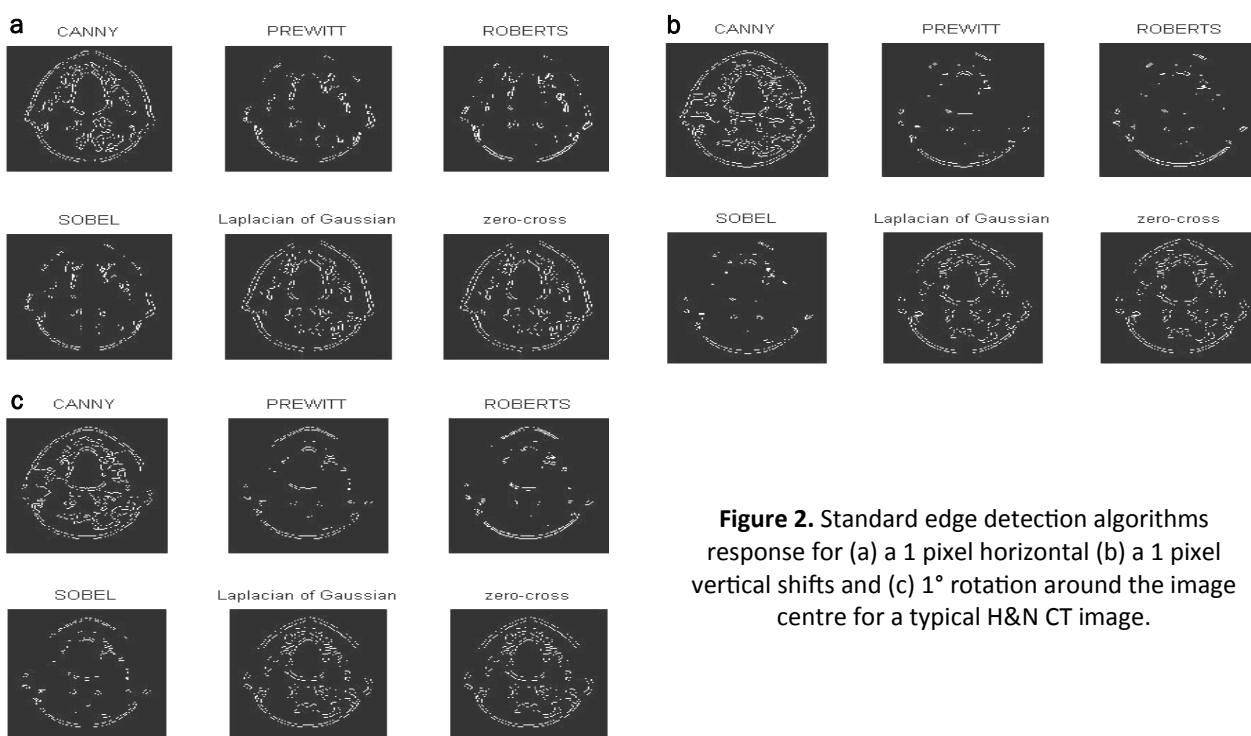 a
CANNY PREWITT ROBERTS
SOBEL Laplacian of Gaussian zero-cross
b
CANNY PREWITT ROBERTS
SOBEL Laplacian of Gaussian zero-cross
c
CANNY PREWITT ROBERTS
SOBEL Laplacian of Gaussian zero-cross
Figure 2. Standard edge detection algorithms
response for (a) a 1 pixel horizontal (b) a 1 pixel
vertical shifts and (c) 1° rotation around the image
centre for a typical H&N CT image.